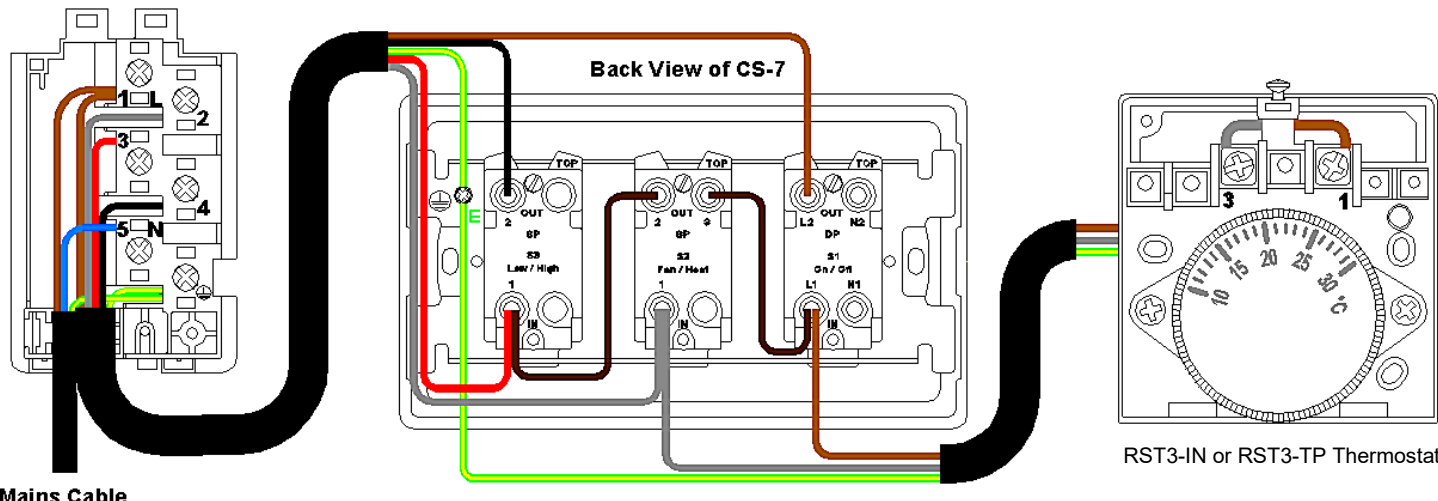 Back View of CS-7
1 L
2
3
4
5 N
TOP
TOP
TOP
2 OUT
2 OUT 3
L2 OUT N2
E
SP
SP
DP
S3
S2
S1
Low / High
Fan / Heat
On / Off
1
1
L1 N1
IN
IN
IN
3 1
10 15 20 25 30 °C
RST3-IN or RST3-TP Thermostat
Mains Cable